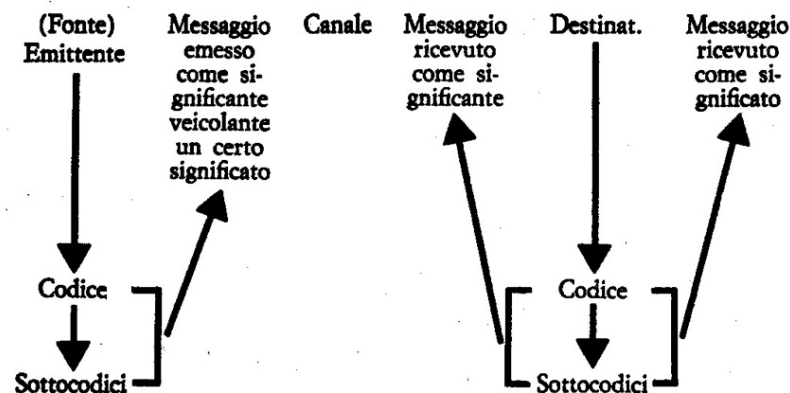 (Fonte)
Emittente
Messaggio
emesso
come si-
gnificante
veicolante
un certo
significato
Canale
Messaggio
ricevuto
come si-
gnificante
Destinat.
Messaggio
ricevuto
come si-
gnificato
Codice
Sottocodici
Codice
Sottocodici